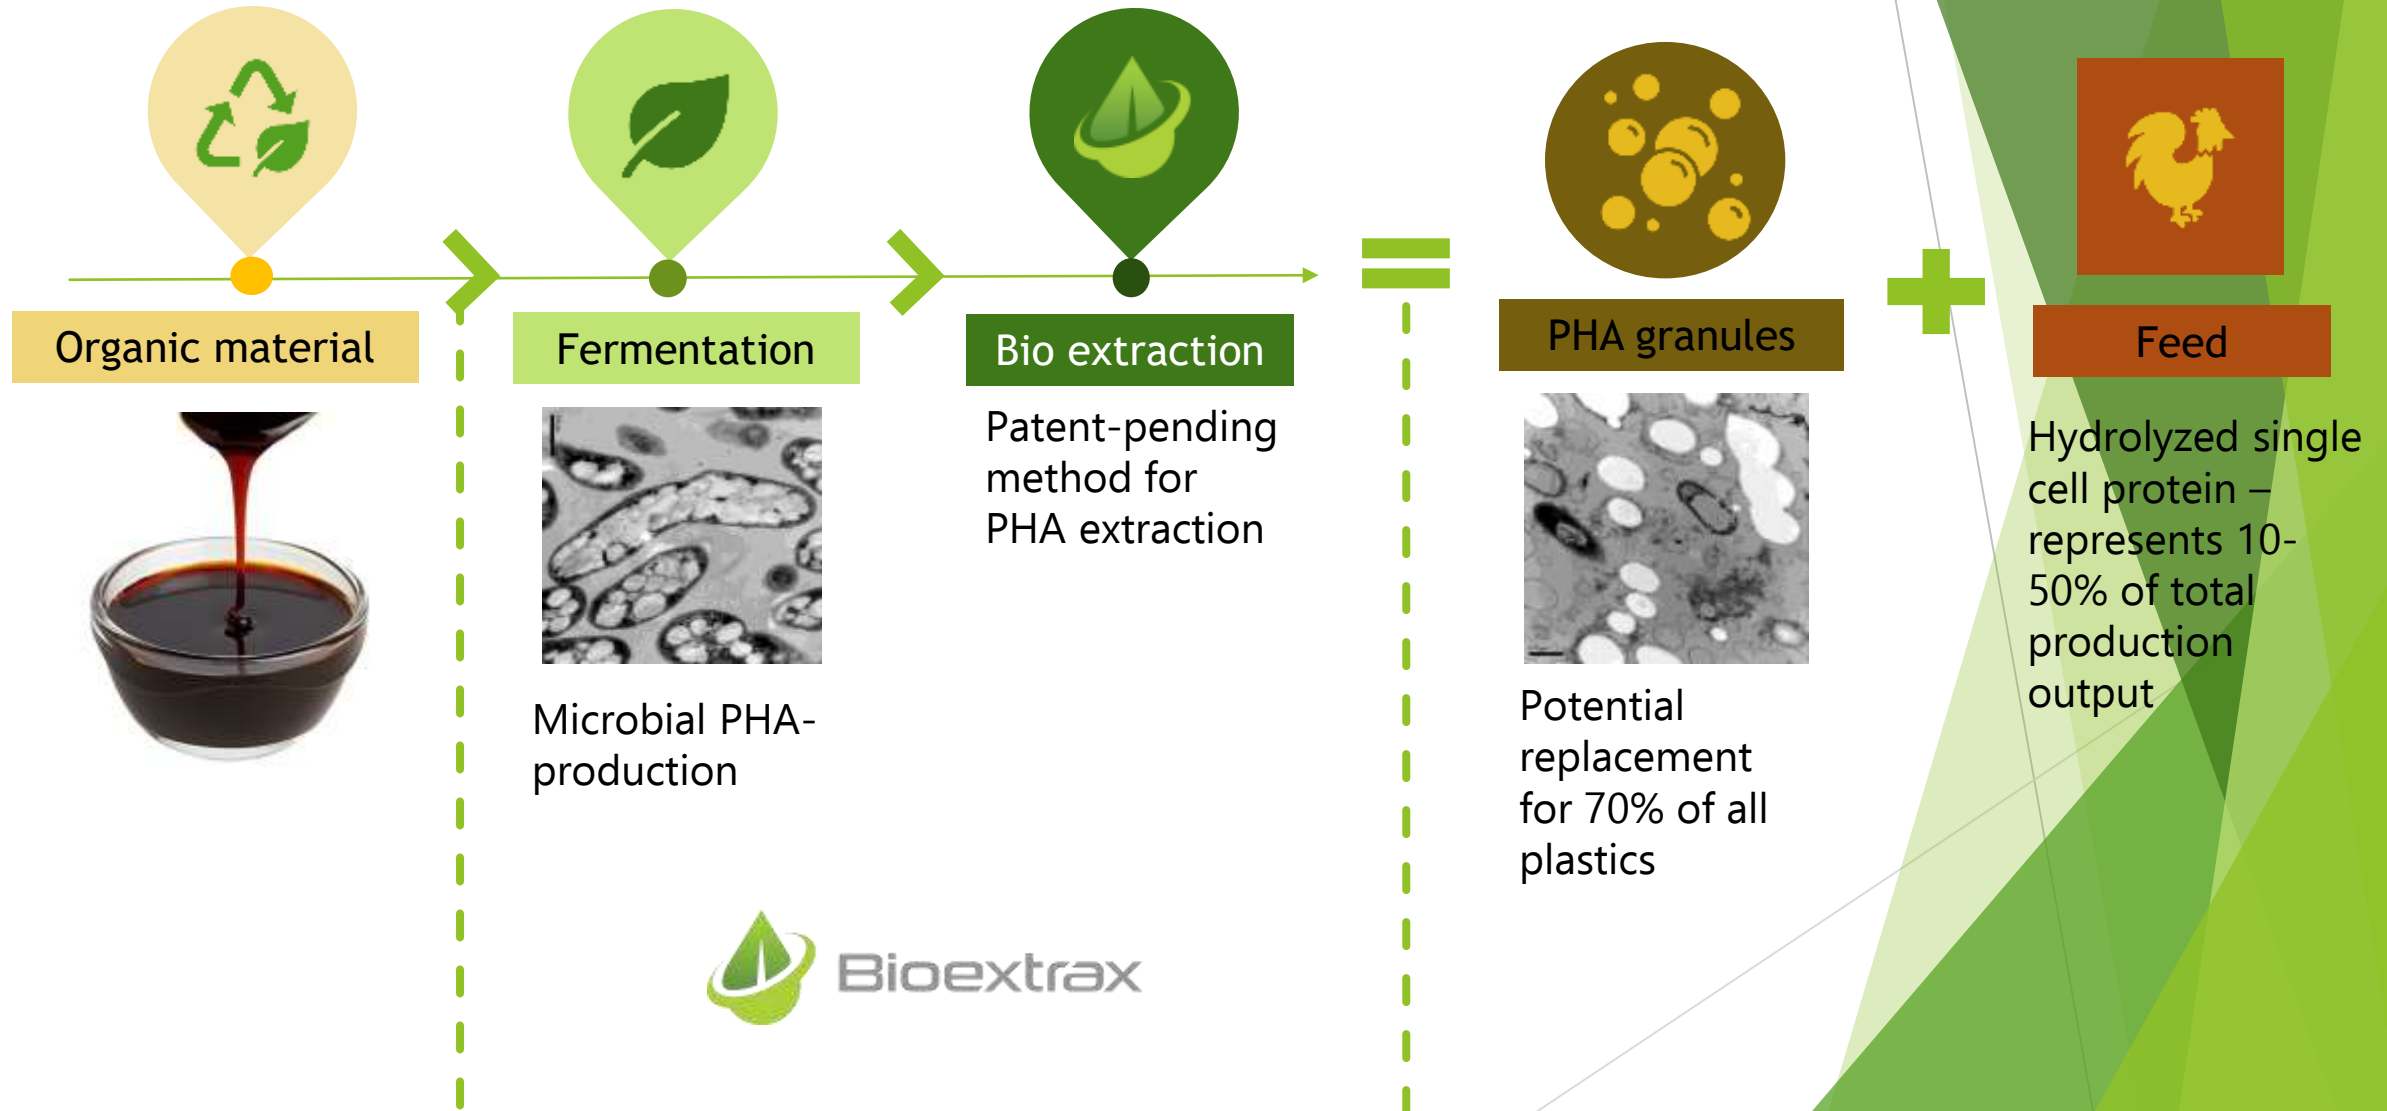 Organic material
Fermentation
Microbial PHA-
production
Bio extraction
Patent-pending
method for
PHA extraction
PHA granules
Potential
replacement
for 70% of all
plastics
Feed
Hydrolyzed single
cell protein –
represents 10-
50% of total
production
output
Bioextrax